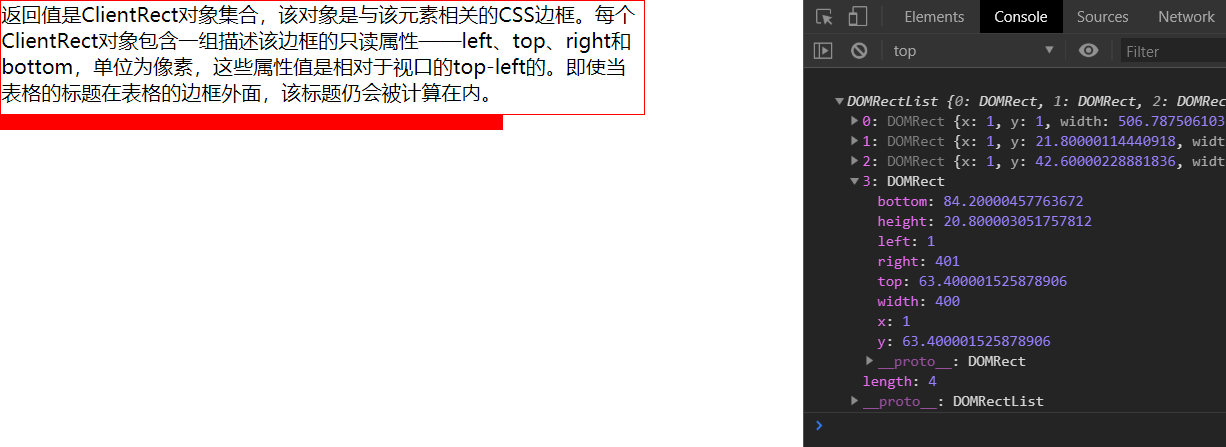 返回值是ClientRect对象集合，该对象是与该元素相关的CSS边框。每个
ClientRect对象包含一组描述该边框的只读属性——left、top、right和
bottom，单位为像素，这些属性值是相对于视口的top-left的。即使当
表格的标题在表格的边框外面，该标题仍会被计算在内。
Elements Console Sources Network
top Filter
DOMRectList {0: DOMRect, 1: DOMRect, 2: DOMRec
0: DOMRect {x: 1, y: 1, width: 506.787506103
1: DOMRect {x: 1, y: 21.80000114440918, widt
2: DOMRect {x: 1, y: 42.60000228881836, widt
3: DOMRect
bottom: 84.20000457763672
height: 20.800003051757812
left: 1
right: 401
top: 63.400001525878906
width: 400
x: 1
y: 63.400001525878906
__proto__: DOMRect
length: 4
__proto__: DOMRectList